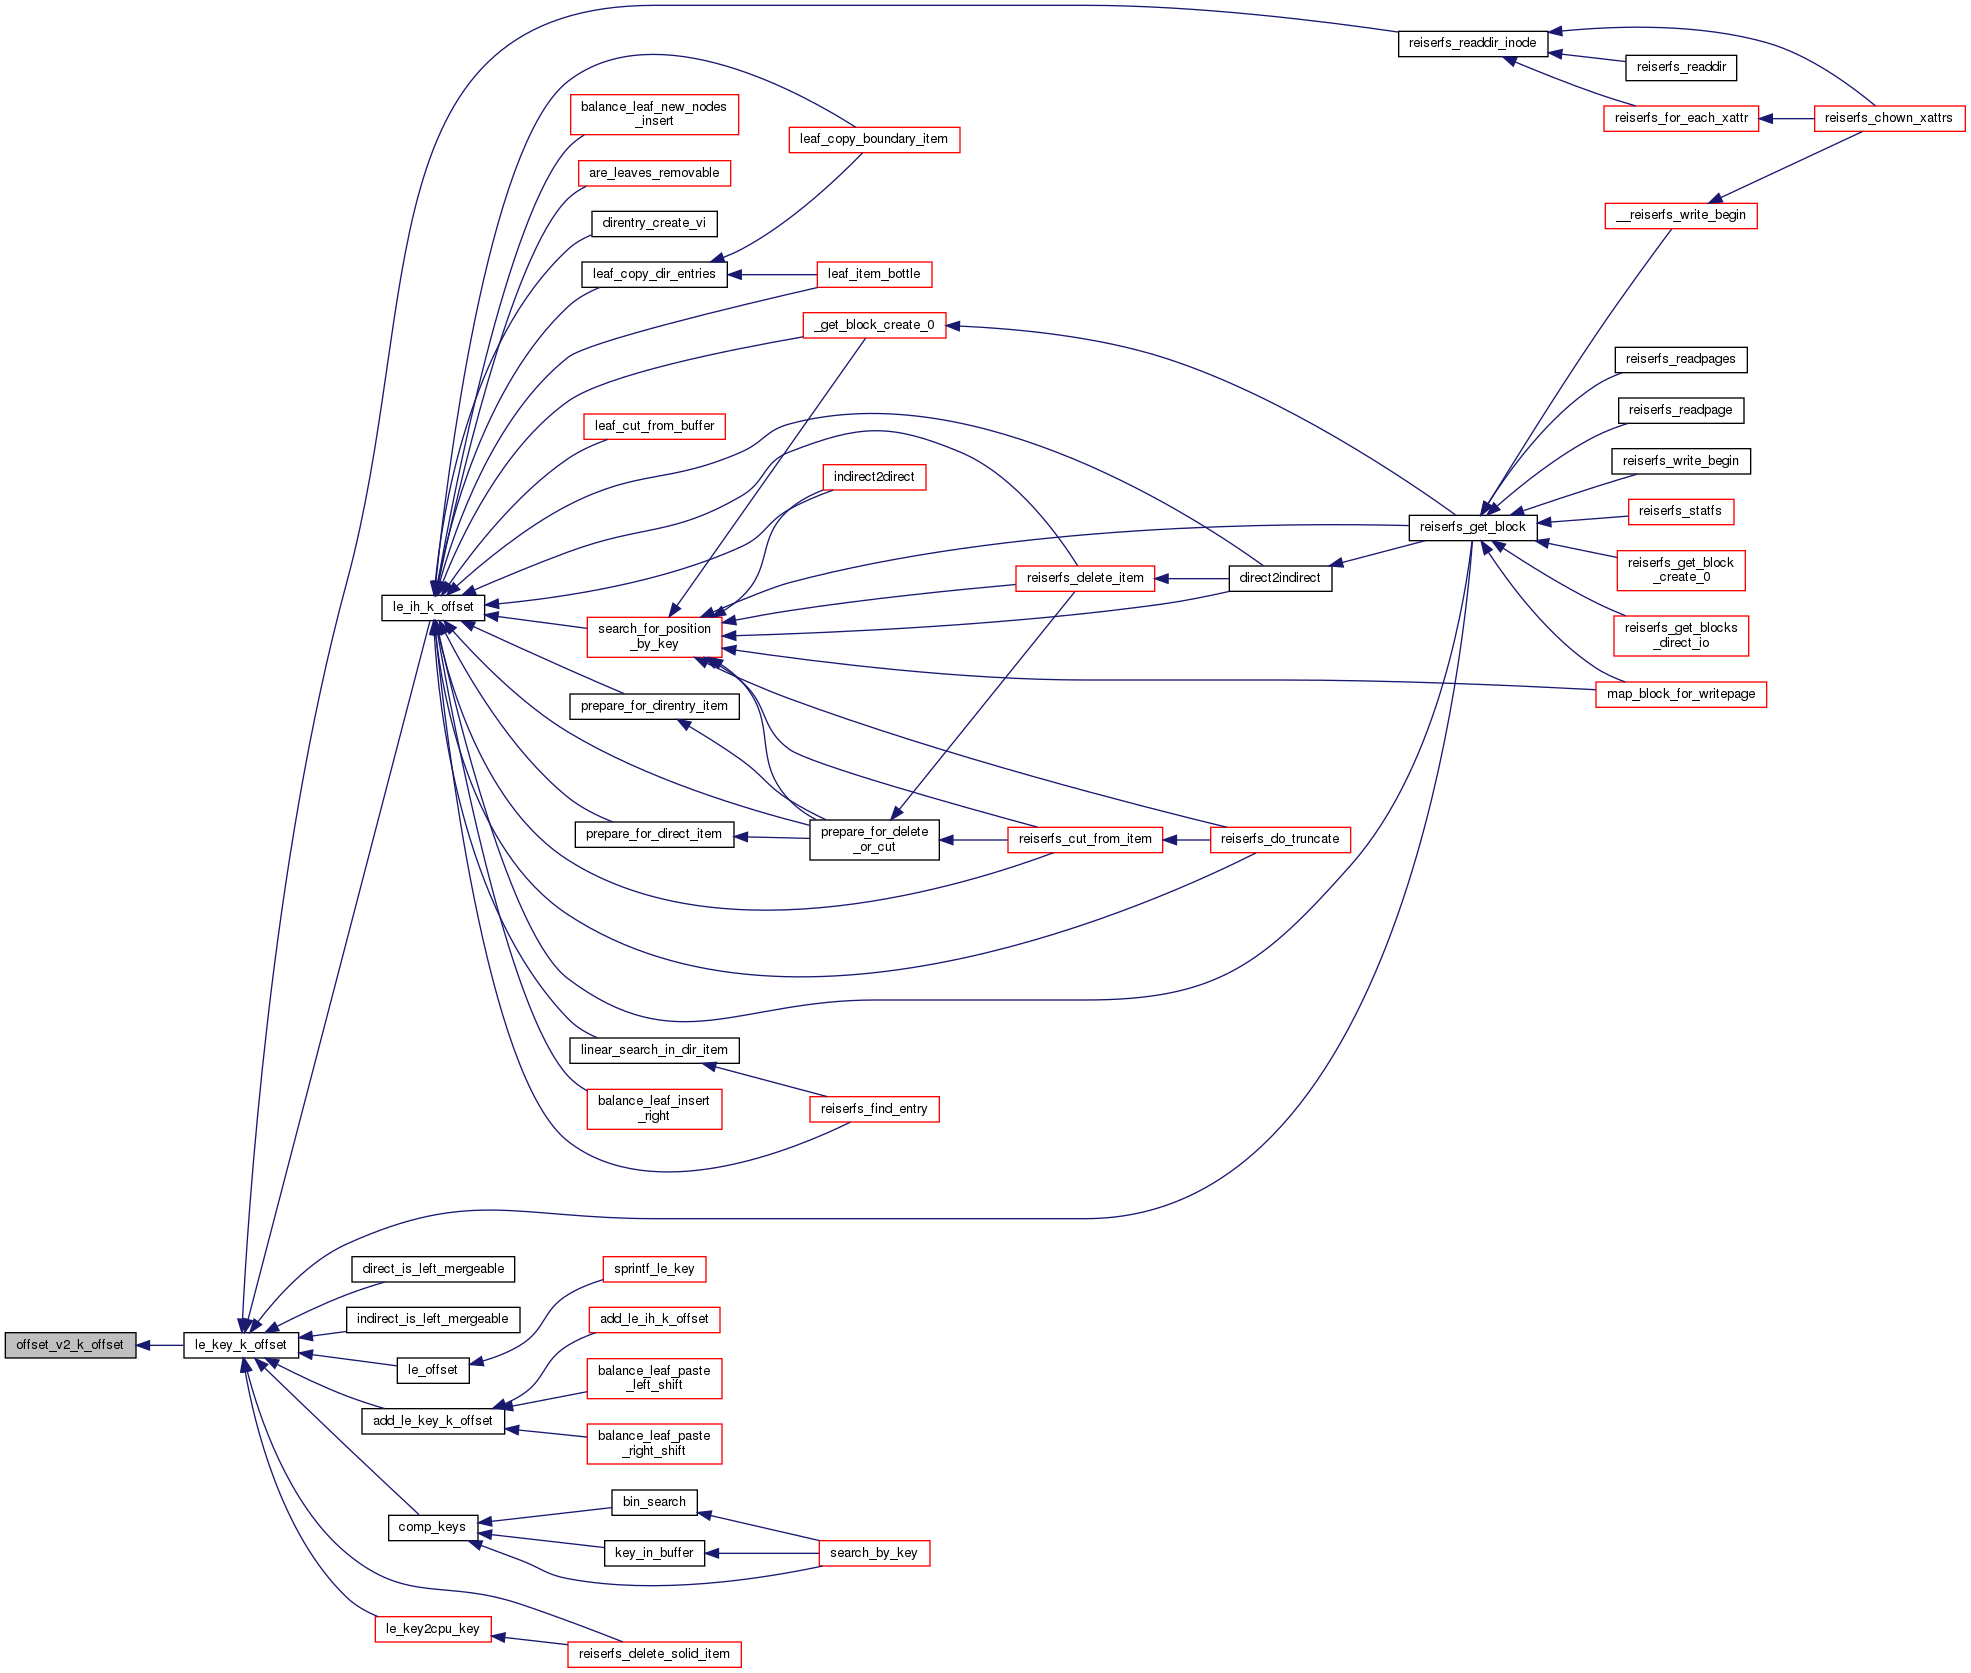 reiserfs_readdir_inode
reiserfs_readdir
balance_leaf_new_nodes
_insert
reiserfs_for_each_xattr
reiserfs_chown_xattrs
leaf_copy_boundary_item
are_leaves_removable
direntry_create_vi
__reiserfs_write_begin
leaf_copy_dir_entries
leaf_item_bottle
_get_block_create_0
reiserfs_readpages
reiserfs_readpage
leaf_cut_from_buffer
reiserfs_write_begin
indirect2direct
reiserfs_statfs
reiserfs_get_block
reiserfs_get_block
_create_0
reiserfs_delete_item
direct2indirect
le_ih_k_offset
search_for_position
_by_key
reiserfs_get_blocks
_direct_io
map_block_for_writepage
prepare_for_direntry_item
prepare_for_direct_item
prepare_for_delete
_or_cut
reiserfs_cut_from_item
reiserfs_do_truncate
linear_search_in_dir_item
balance_leaf_insert
_right
reiserfs_find_entry
direct_is_left_mergeable
sprintf_le_key
indirect_is_left_mergeable
add_le_ih_k_offset
offset_v2_k_offset
le_key_k_offset
le_offset
balance_leaf_paste
_left_shift
add_le_key_k_offset
balance_leaf_paste
_right_shift
bin_search
comp_keys
key_in_buffer
search_by_key
le_key2cpu_key
reiserfs_delete_solid_item